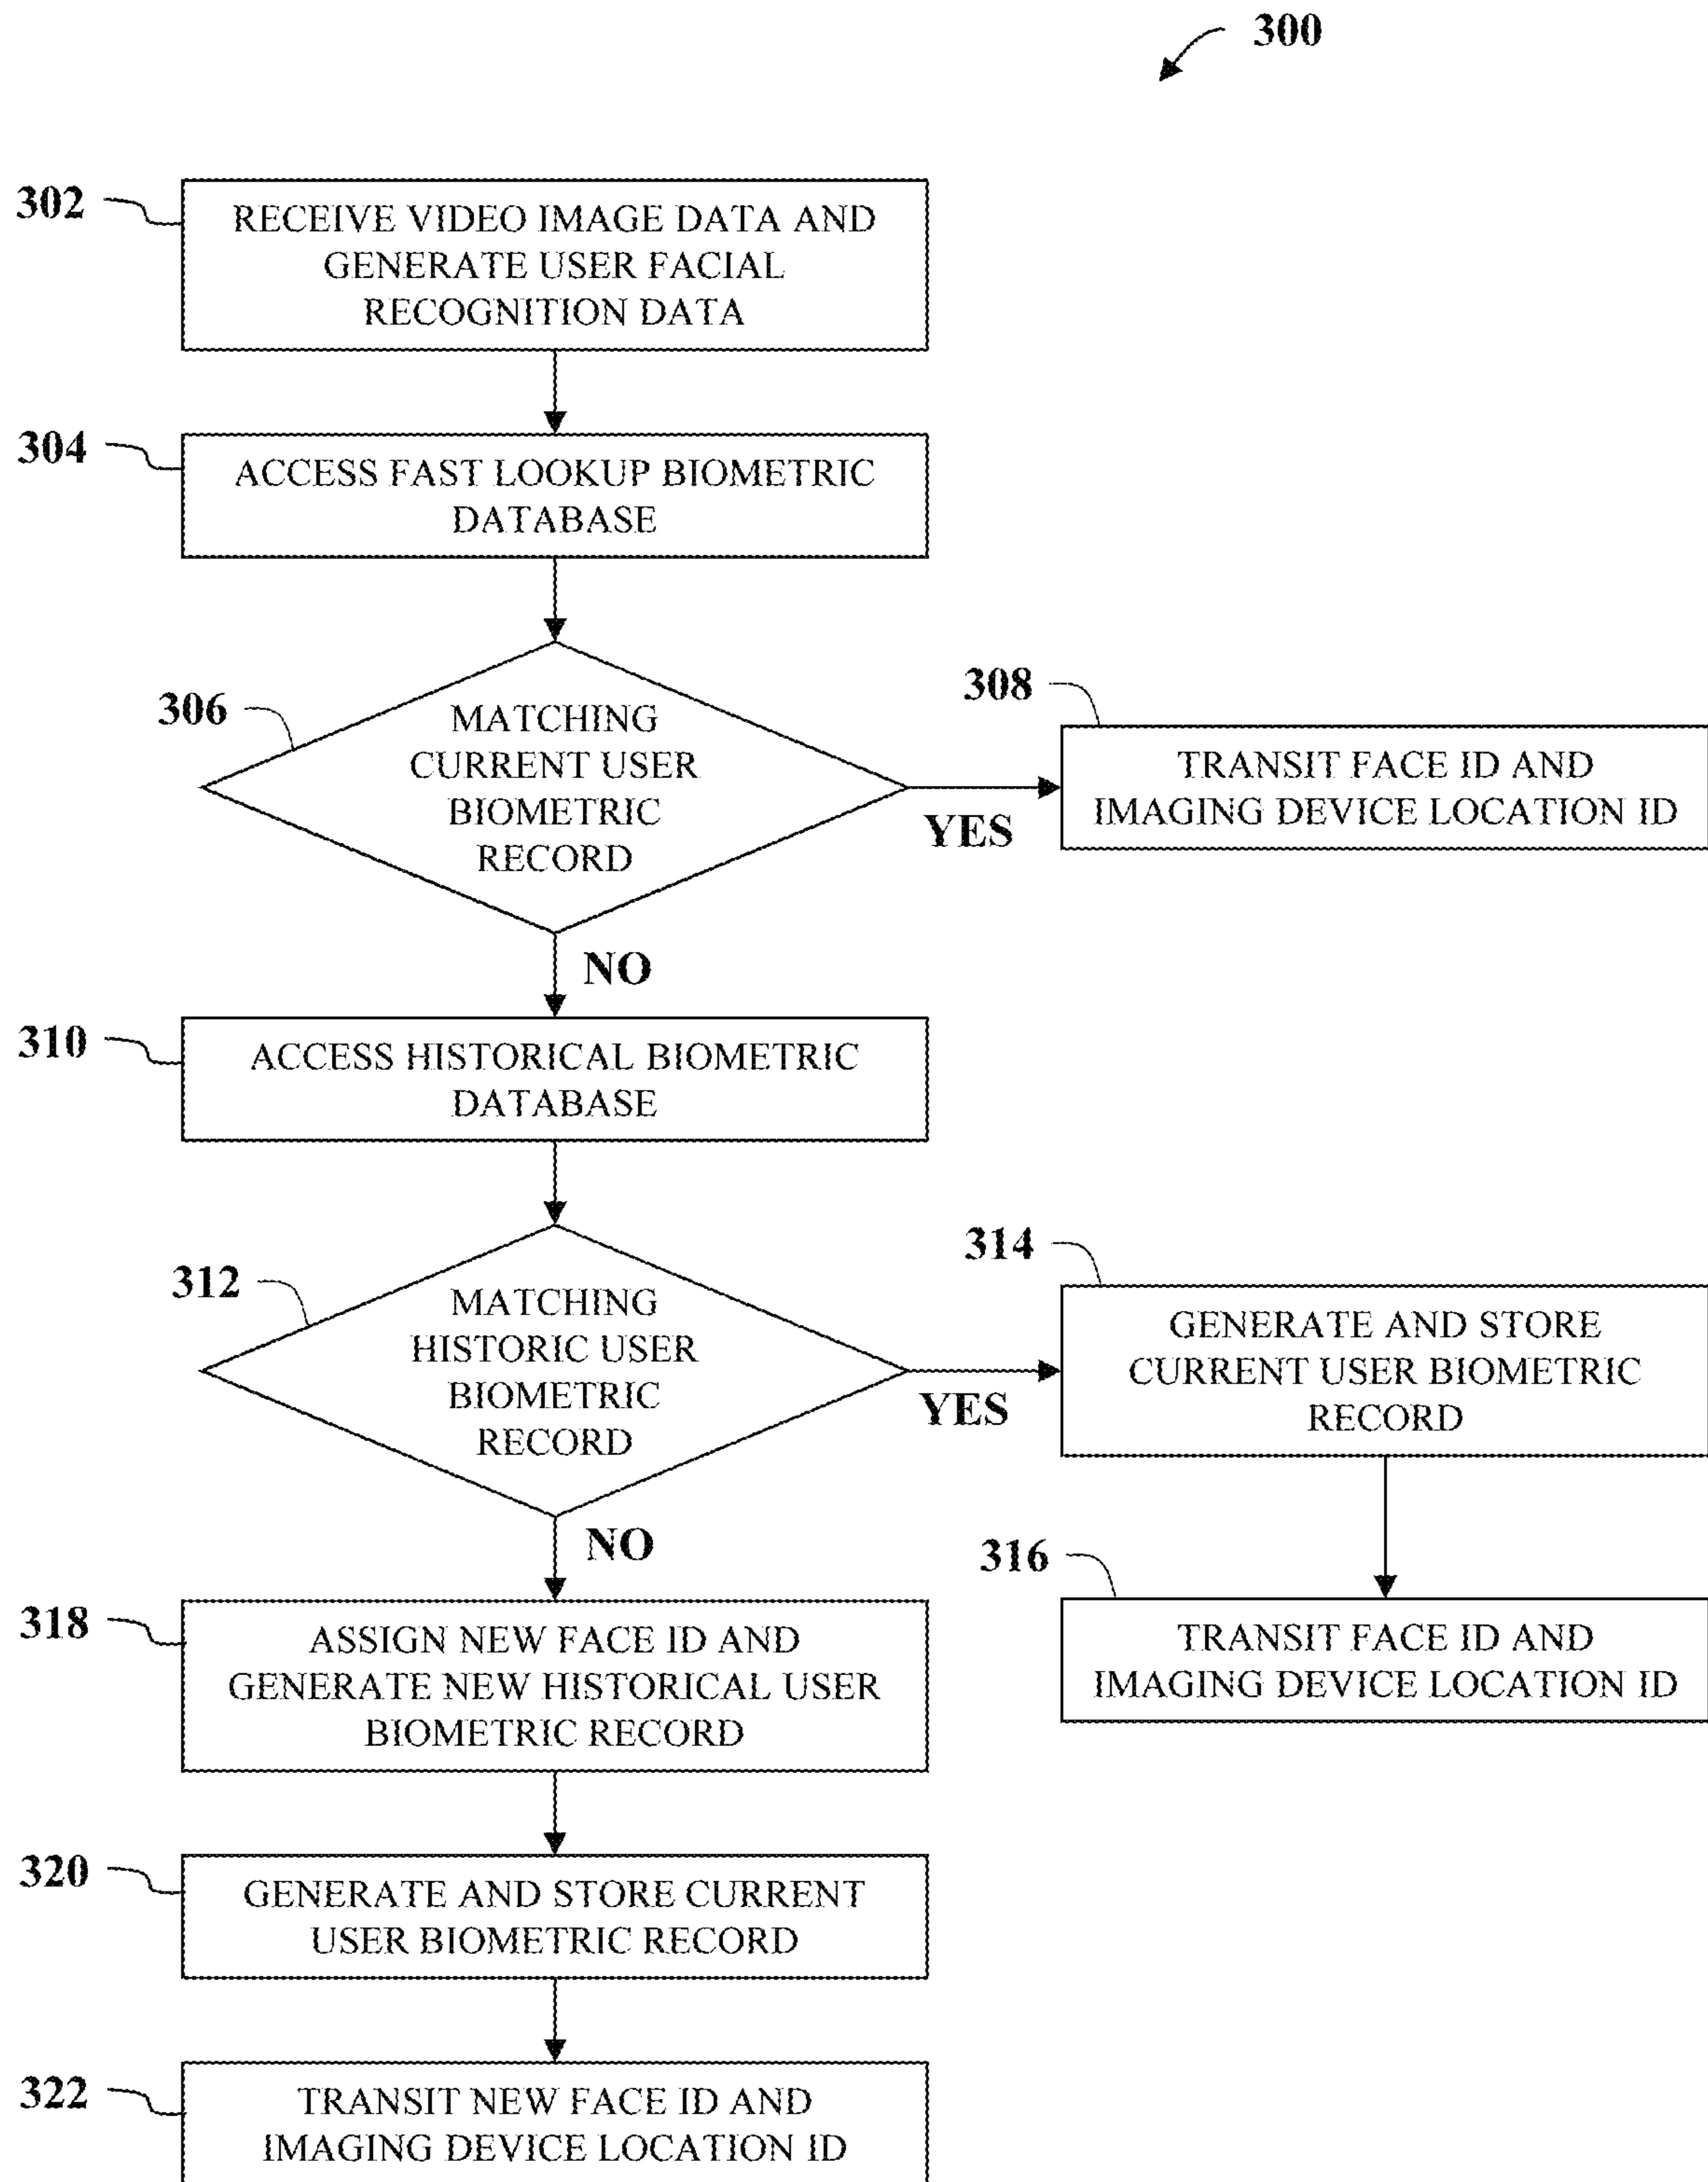 300
302
RECEIVE VIDEO IMAGE DATA AND
GENERATE USER FACIAL
RECOGNITION DATA
304
ACCESS FAST LOOKUP BIOMETRIC
DATABASE
306
MATCHING
CURRENT USER
BIOMETRIC
RECORD
YES
308
TRANSIT FACE ID AND
IMAGING DEVICE LOCATION ID
NO
310
ACCESS HISTORICAL BIOMETRIC
DATABASE
312
MATCHING
HISTORIC USER
BIOMETRIC
RECORD
YES
314
GENERATE AND STORE
CURRENT USER BIOMETRIC
RECORD
316
TRANSIT FACE ID AND
IMAGING DEVICE LOCATION ID
NO
318
ASSIGN NEW FACE ID AND
GENERATE NEW HISTORICAL USER
BIOMETRIC RECORD
320
GENERATE AND STORE CURRENT
USER BIOMETRIC RECORD
322
TRANSIT NEW FACE ID AND
IMAGING DEVICE LOCATION ID